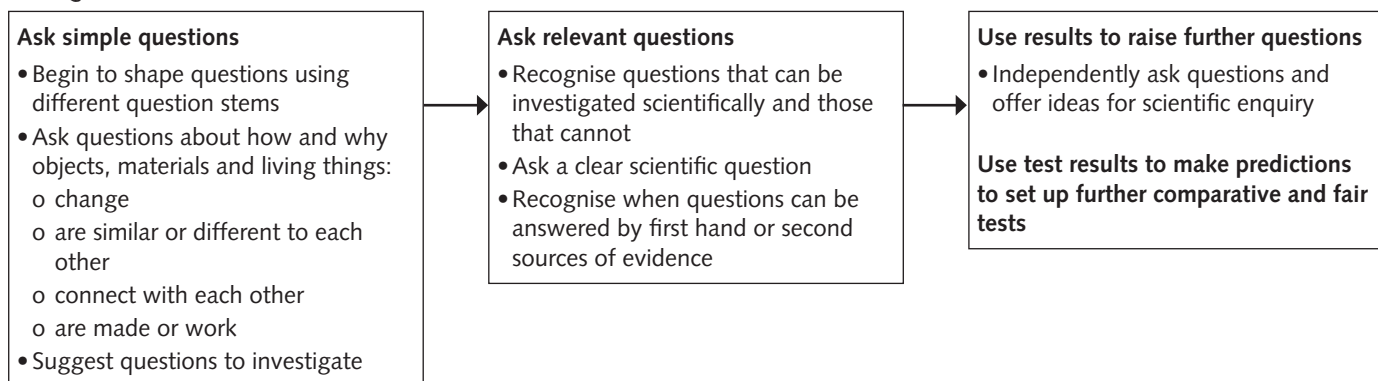 Ask simple questions
• Begin to shape questions using
different question stems
• Ask questions about how and why
objects, materials and living things:
o change
o are similar or different to each
other
o connect with each other
o are made or work
• Suggest questions to investigate
Ask relevant questions
• Recognise questions that can be
investigated scientifically and those
that cannot
• Ask a clear scientific question
• Recognise when questions can be
answered by first hand or second
sources of evidence
Use results to raise further questions
• Independently ask questions and
offer ideas for scientific enquiry
Use test results to make predictions
to set up further comparative and fair
tests